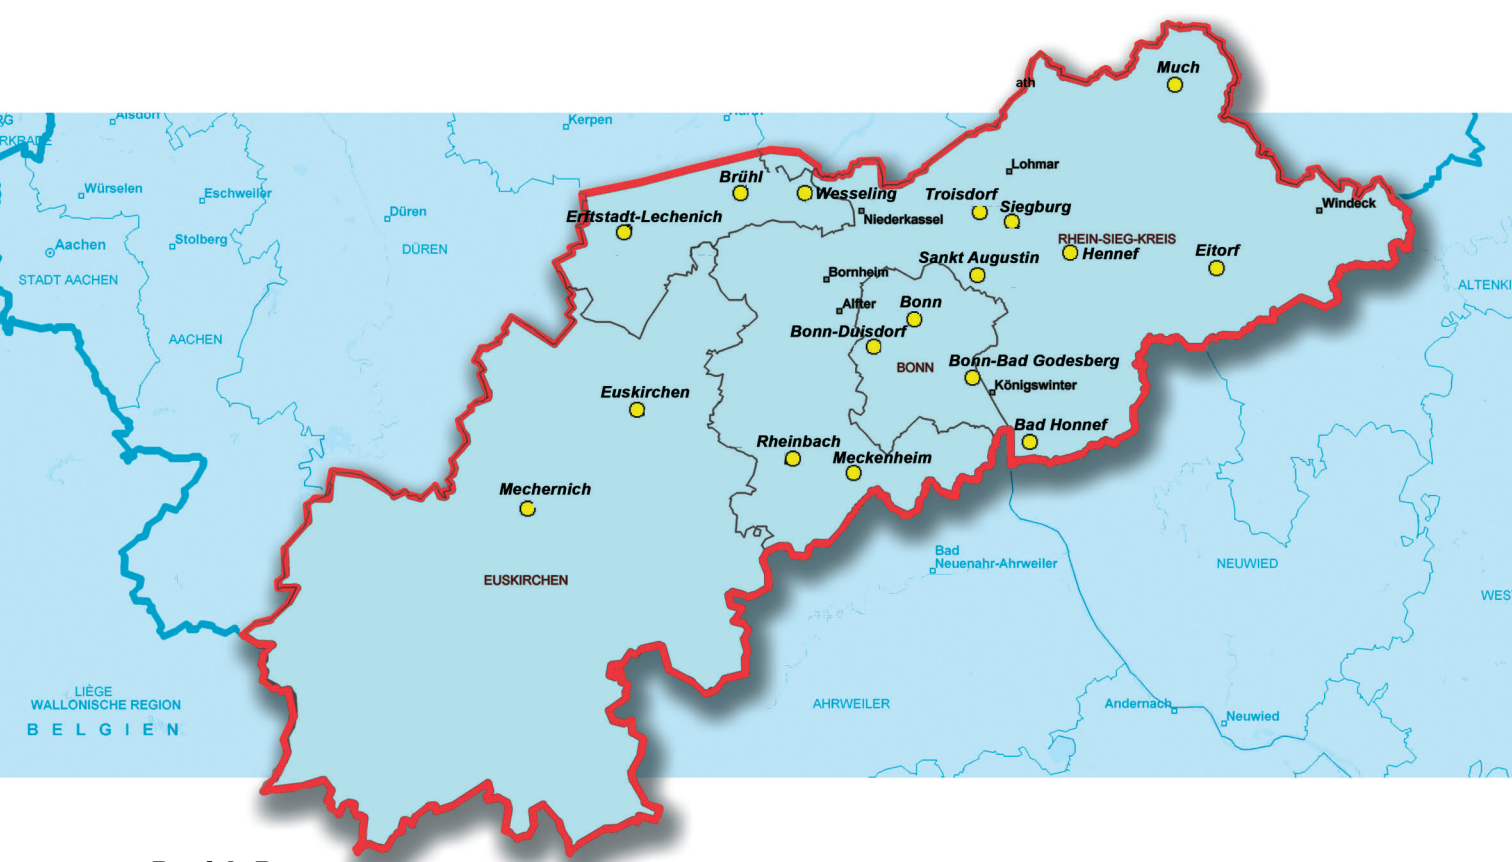 Much
ath
Alsdorf
Kerpen
Lohmar
Würselen
Eschweiler
Brühl
Wesseling
Troisdorf
Siegburg
Windeck
Düren
Erftstadt-Lechenich
Niederkassel
Aachen
Stolberg
DÜREN
RHEIN-SIEG-KREIS
Hennef
Eitorf
Sankt Augustin
STADT AACHEN
Bornheim
Alfter
Bonn
AACHEN
Bonn-Duisdorf
BONN
Bonn-Bad Godesberg
Königswinter
Euskirchen
Bad Honnef
Rheinbach
Meckenheim
Mechernich
EUSKIRCHEN
Bad
Neuenahr-Ahrweiler
NEUWIED
LIÈGE
WALLONISCHE REGION
BELGIEN
AHRWEILER
Andernach
Neuwied